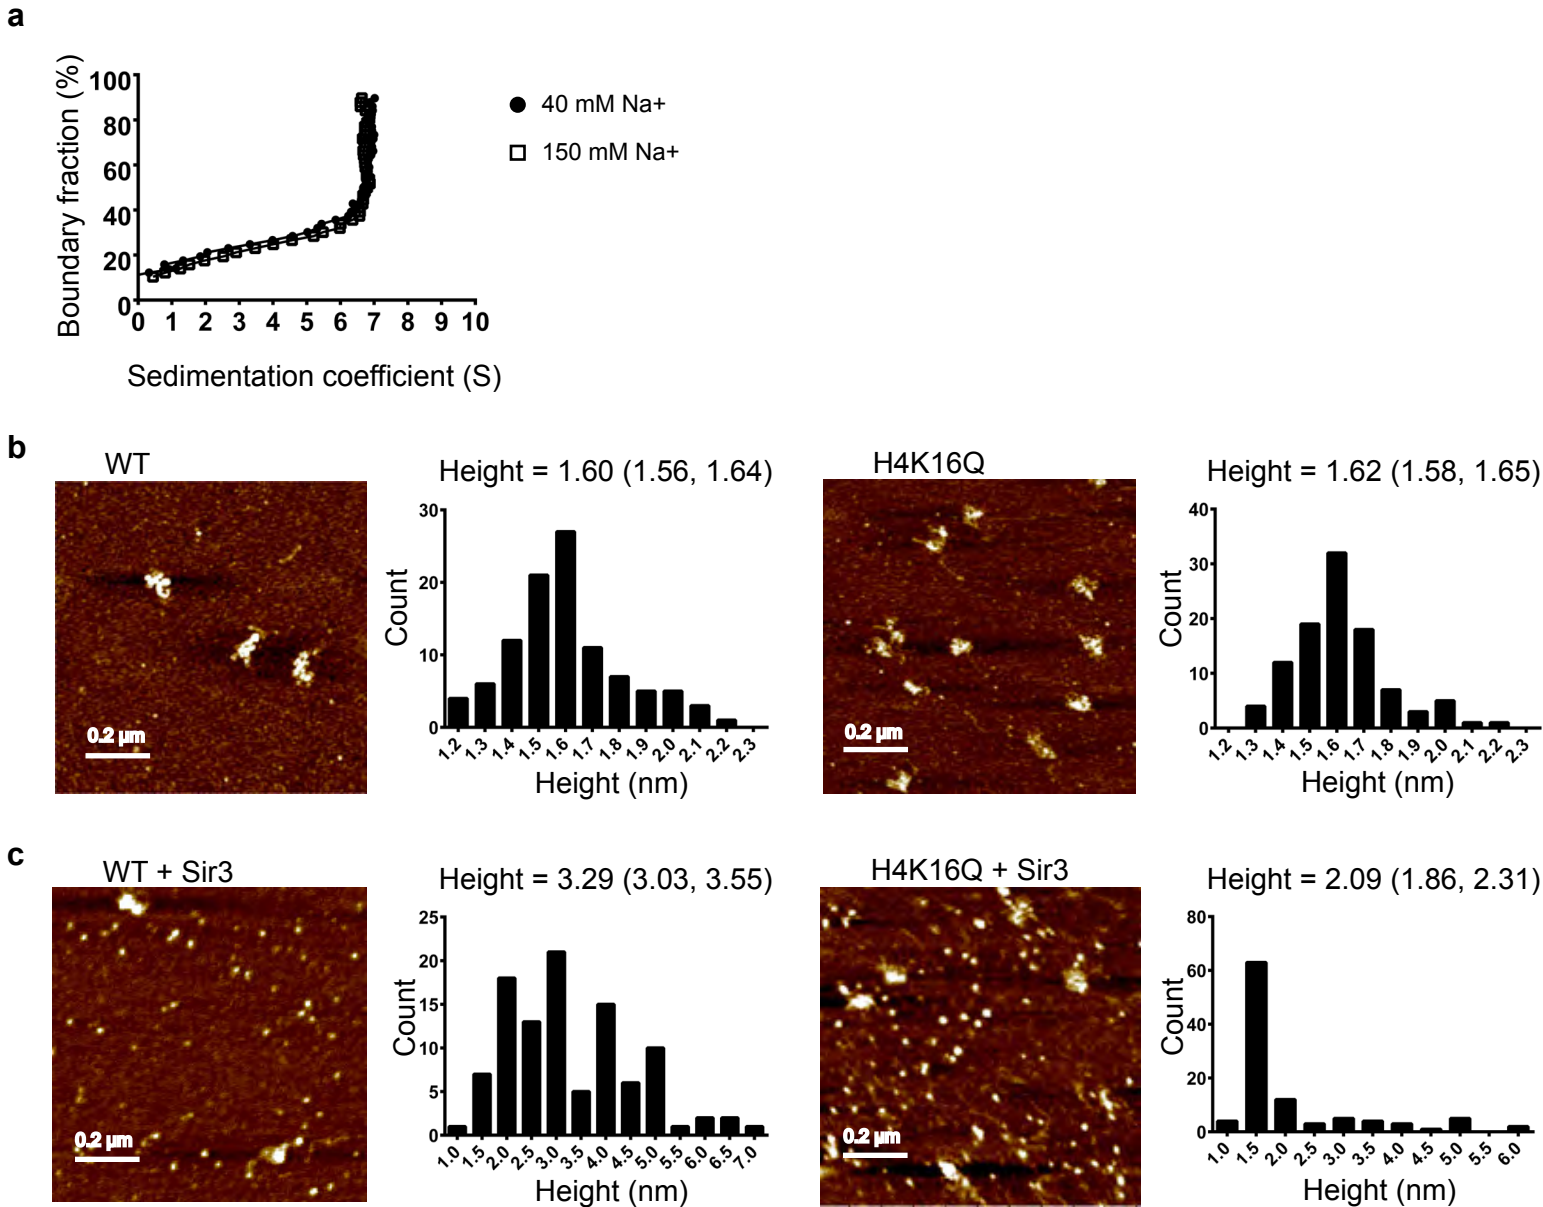 a
Boundary fraction (%)
100
80
60
40
20
0
0 1 2 3 4 5 6 7 8 9 10
Sedimentation coefficient (S)
40 mM Na+
150 mM Na+
b
WT
0.2 µm
Height = 1.60 (1.56, 1.64)
Count
30
20
10
0
1.2 1.3 1.4 1.5 1.6 1.7 1.8 1.9 2.0 2.1 2.2 2.3
Height (nm)
H4K16Q
0.2 µm
Height = 1.62 (1.58, 1.65)
Count
40
30
20
10
0
1.2 1.3 1.4 1.5 1.6 1.7 1.8 1.9 2.0 2.1 2.2 2.3
Height (nm)
c
WT + Sir3
0.2 µm
Height = 3.29 (3.03, 3.55)
Count
25
20
15
10
5
0
1.0 1.5 2.0 2.5 3.0 3.5 4.0 4.5 5.0 5.5 6.0 6.5 7.0
Height (nm)
H4K16Q + Sir3
0.2 µm
Height = 2.09 (1.86, 2.31)
Count
80
60
40
20
0
1.0 1.5 2.0 2.5 3.0 3.5 4.0 4.5 5.0 5.5 6.0
Height (nm)